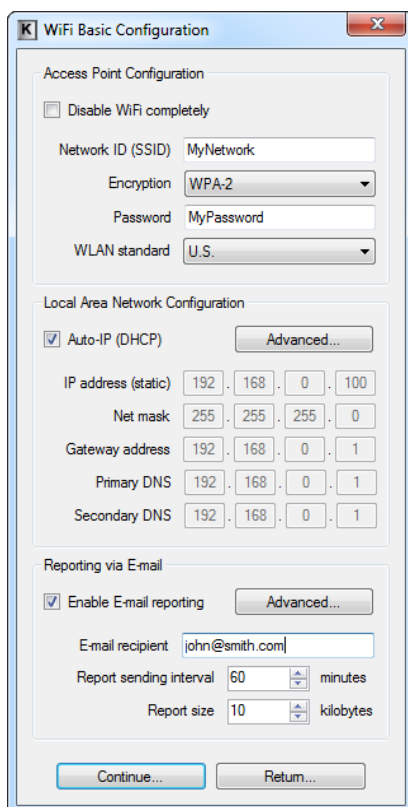 K WiFi Basic Configuration
Access Point Configuration
Disable WiFi completely
Network ID (SSID) MyNetwork
Encryption WPA-2
Password MyPassword
WLAN standard U.S.
Local Area Network Configuration
Auto-IP (DHCP) Advanced...
IP address (static) 192 . 168 . 0 . 100
Net mask 255 . 255 . 255 . 0
Gateway address 192 . 168 . 0 . 1
Primary DNS 192 . 168 . 0 . 1
Secondary DNS 192 . 168 . 0 . 1
Reporting via E-mail
Enable E-mail reporting Advanced...
E-mail recipient john@smith.com
Report sending interval 60 minutes
Report size 10 kilobytes
Continue... Return...